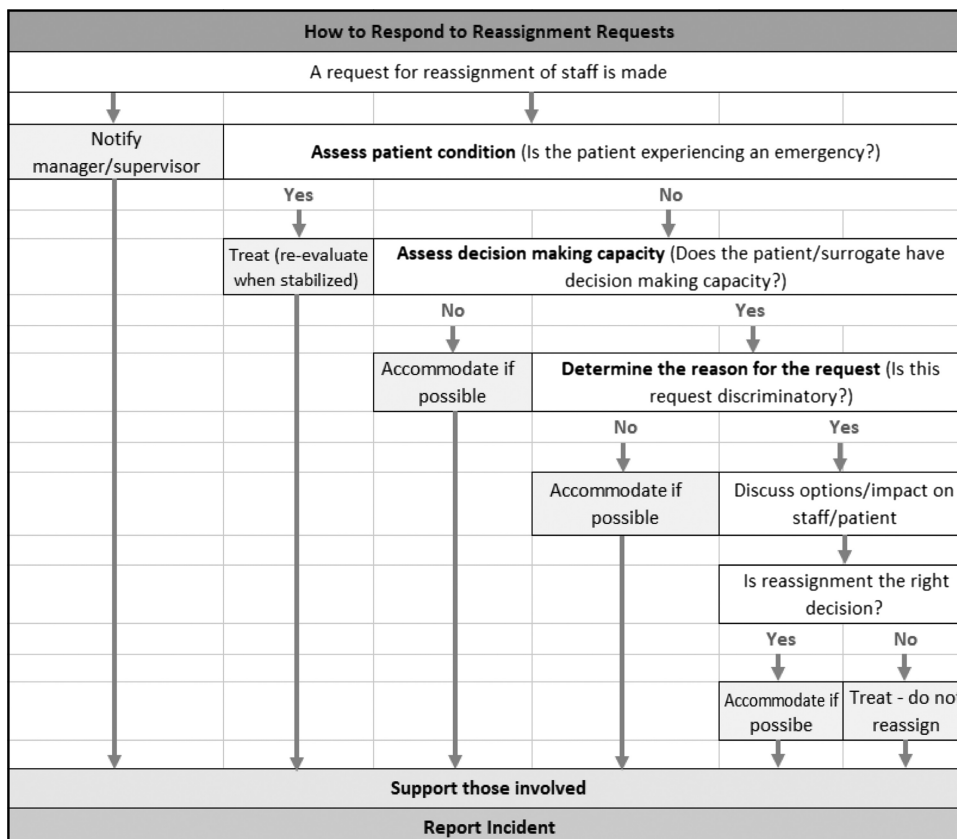 How to Respond to Reassignment Requests
A request for reassignment of staff is made
Notify
manager/supervisor
Assess patient condition (Is the patient experiencing an emergency?)
Yes
No
Treat (re-evaluate
when stabilized)
Assess decision making capacity (Does the patient/surrogate have
decision making capacity?)
No
Yes
Accommodate if
possible
Determine the reason for the request (Is this
request discriminatory?)
No
Yes
Accommodate if
possible
Discuss options/impact on
staff/patient
Is reassignment the right
decision?
Yes
No
Accommodate if
possibe
Treat - do not
reassign
Support those involved
Report Incident